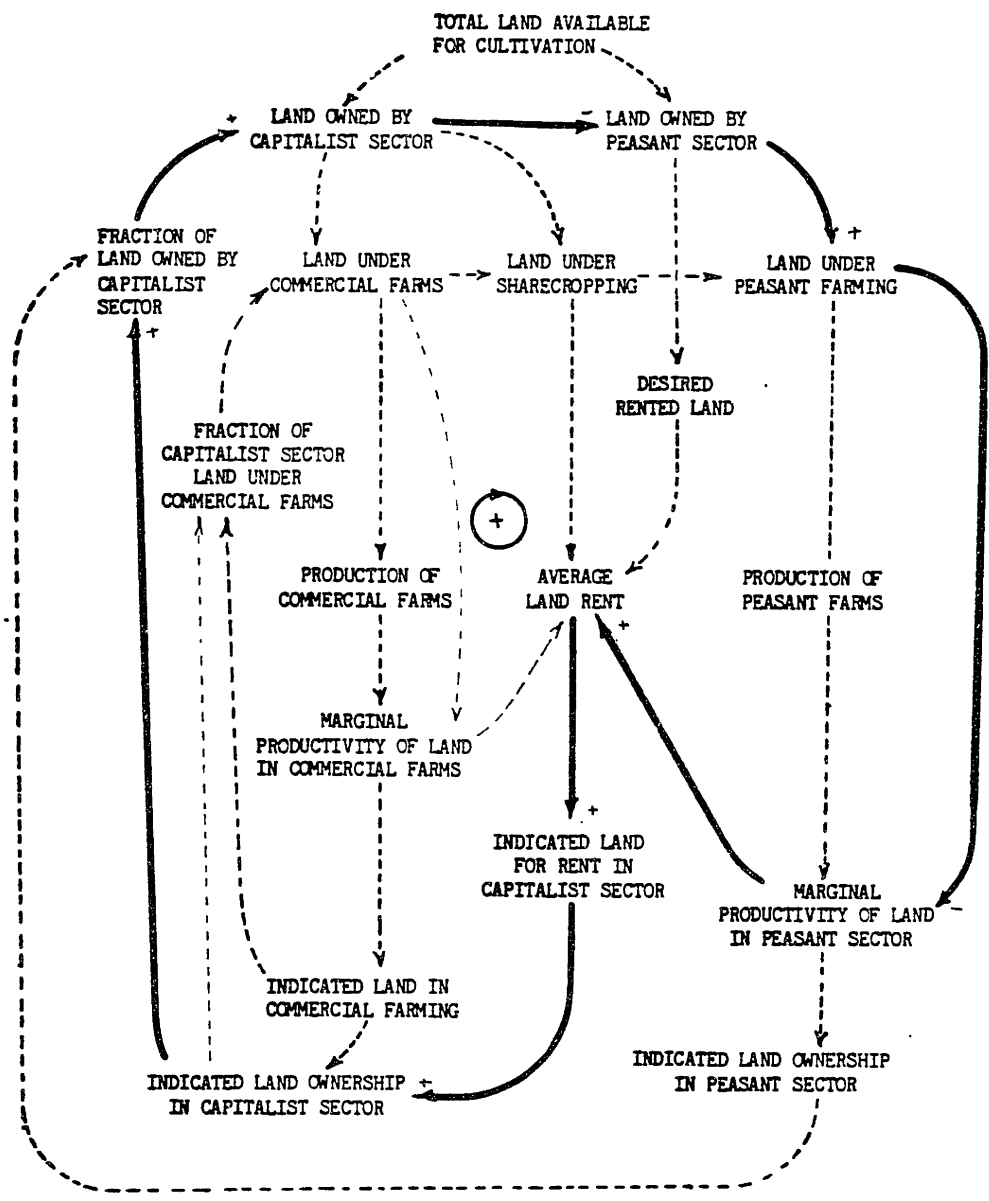 TOTAL LAND AVAILABLE
FOR CULTIVATION
+
LAND OWNED BY
CAPITALIST SECTOR
-
LAND OWNED BY
PEASANT SECTOR
FRACTION OF
LAND OWNED BY
CAPITALIST
SECTOR
+
LAND UNDER
COMMERCIAL FARMS
LAND UNDER
SHARECROPPING
+
LAND UNDER
PEASANT FARMING
DESIRED
RENTED LAND
FRACTION OF
CAPITALIST SECTOR
LAND UNDER
COMMERCIAL FARMS
+
PRODUCTION OF
COMMERCIAL FARMS
AVERAGE
LAND RENT
+
PRODUCTION OF
PEASANT FARMS
MARGINAL
PRODUCTIVITY OF LAND
IN COMMERCIAL FARMS
+
INDICATED LAND
FOR RENT IN
CAPITALIST SECTOR
MARGINAL
PRODUCTIVITY OF LAND
IN PEASANT SECTOR
-
INDICATED LAND IN
COMMERCIAL FARMING
INDICATED LAND OWNERSHIP
IN CAPITALIST SECTOR
+
INDICATED LAND OWNERSHIP
IN PEASANT SECTOR